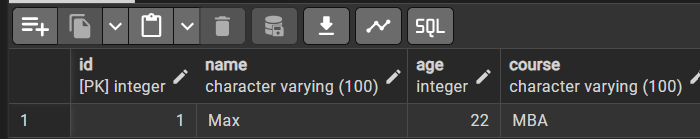 SQL
id name age course
[PK] integer character varying (100) integer character varying (100)
1 1 Max 22 MBA